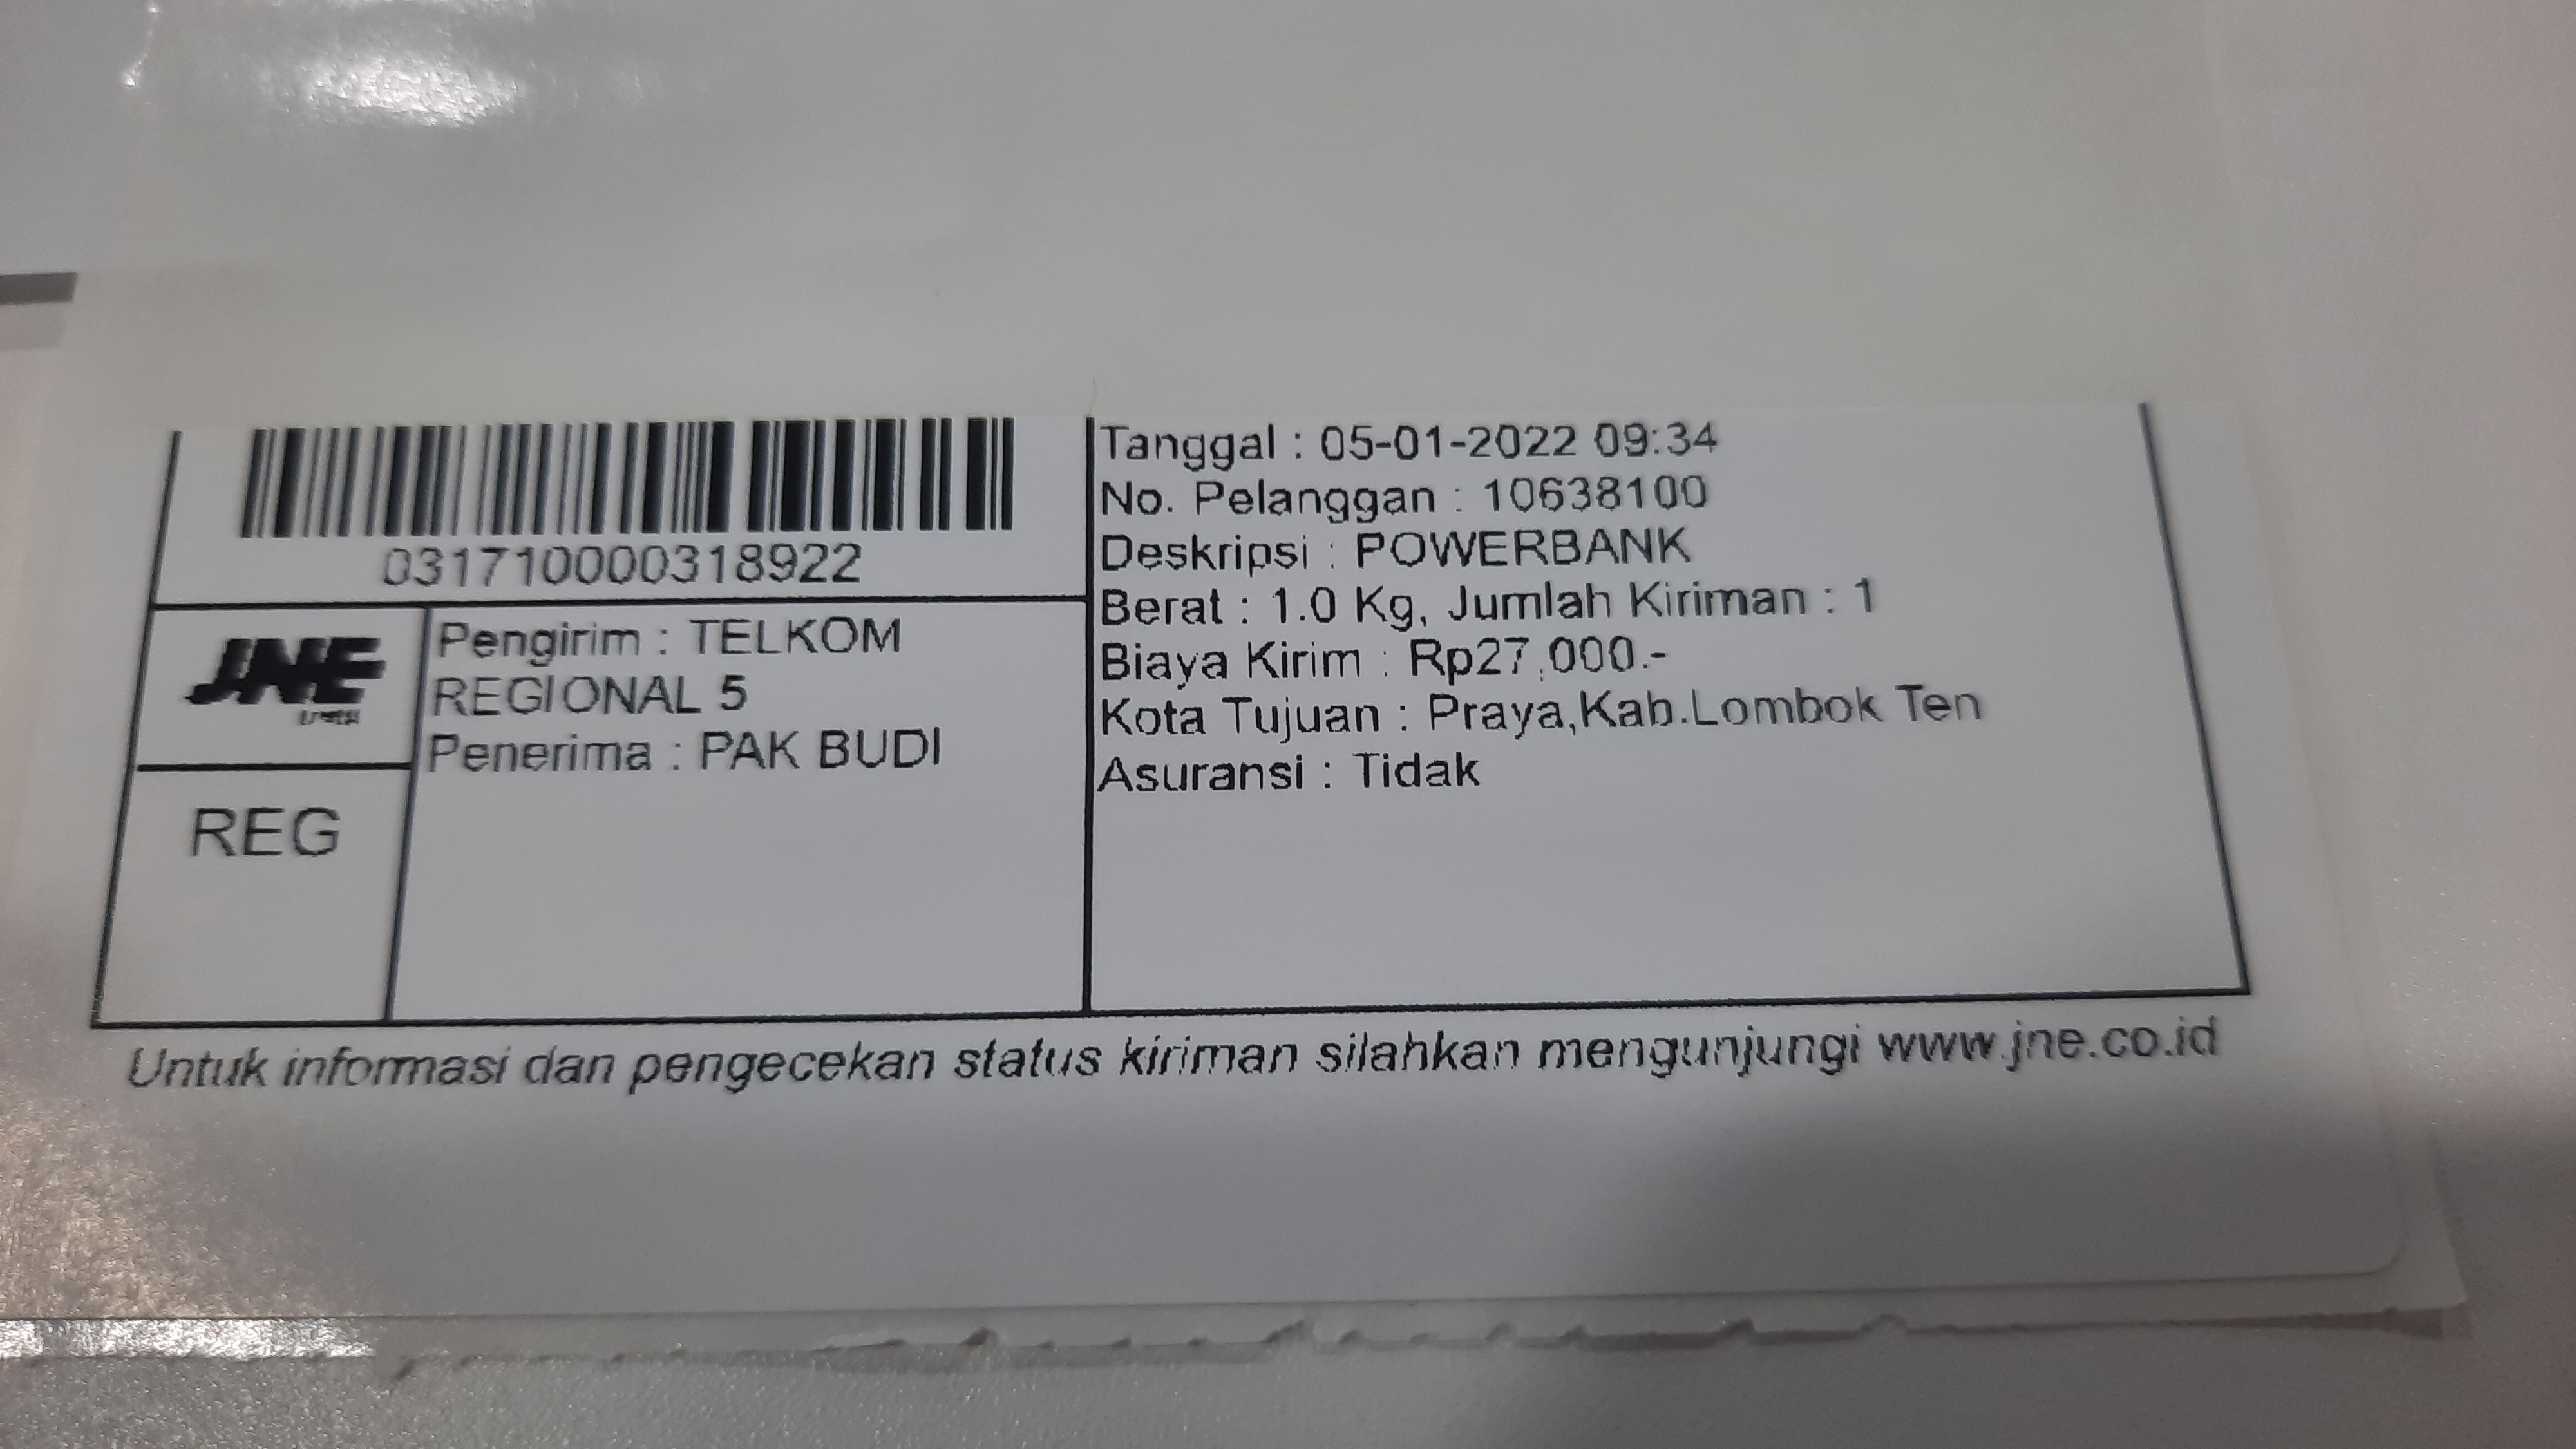 0317100003189 22
Pengirim : TELKOM
REGIONAL 5
Penerima : PAK BUDI
JNE
REG
Tanggal : 05-01-2022 09:34
No. Pelanggan : 10638100
Deskripsi : POWERBANK
Berat : 1.0 Kg, Jumlah Kiriman : 1
Biaya Kirim : Rp27,000.-
Kota Tujuan : Praya,Kab.Lombok Ten
Asuransi : Tidak
Untuk informasi dan pengecekan status kiriman silahkan mengunjungi www.jne.co.id